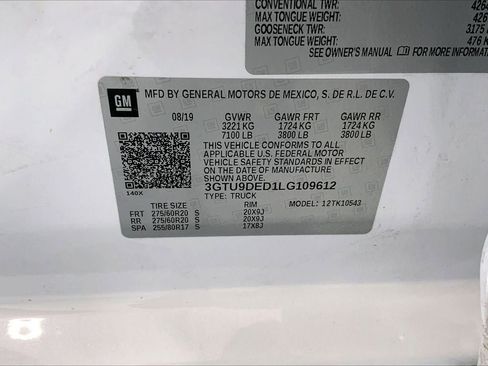 CONVENTIONAL TWR:
MAX TONGUE WEIGHT: 426
GOOSENECK TWR: 3175
MAX TONGUE WEIGHT: 476 K
SEE OWNER'S MANUAL FOR MORE INFORM
GM
MFD BY GENERAL MOTORS DE MEXICO, S. DE R.L. DE C.V.
08/19 GVWR GAWR FRT GAWR RR
3221 KG 1724 KG 1724 KG
7100 LB 3800 LB 3800 LB
THIS VEHICLE CONFORMS TO ALL
APPLICABLE U.S. FEDERAL MOTOR
VEHICLE SAFETY STANDARDS IN EFFECT ON
THE DATE OF MANUFACTURE SHOWN ABOVE.
3GTU9DED1LG109612
140X
TYPE: TRUCK
TIRE SIZE RIM MODEL: 12TK10543
FRT 275/60R20 S 20X9J
RR 275/60R20 S 20X9J
SPA 255/80R17 S 17X8J